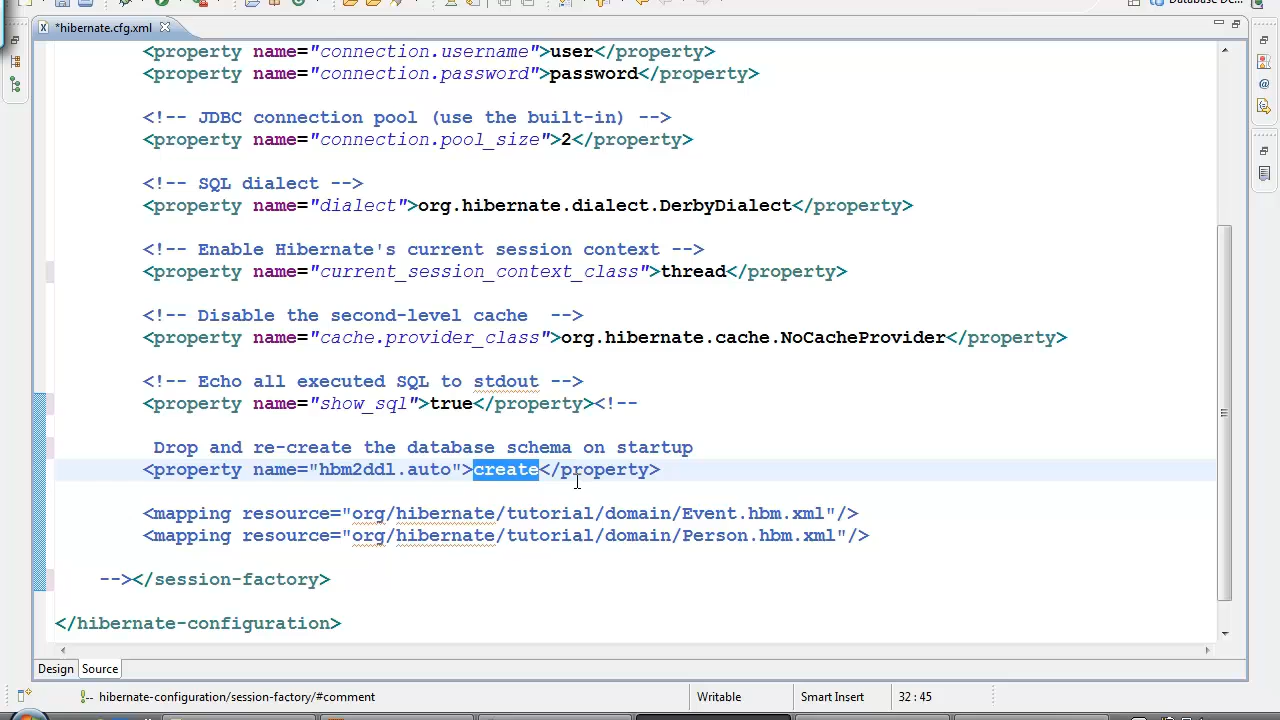 Database De...
*hibernate.cfg.xml
<property name="connection.username">user</property>
<property name="connection.password">password</property>
<!-- JDBC connection pool (use the built-in) -->
<property name="connection.pool_size">2</property>
<!-- SQL dialect -->
<property name="dialect">org.hibernate.dialect.DerbyDialect</property>
<!-- Enable Hibernate's current session context -->
<property name="current_session_context_class">thread</property>
<!-- Disable the second-level cache  -->
<property name="cache.provider_class">org.hibernate.cache.NoCacheProvider</property>
<!-- Echo all executed SQL to stdout -->
<property name="show_sql">true</property><!--
Drop and re-create the database schema on startup
<property name="hbm2ddl.auto">create</property>
<mapping resource="org/hibernate/tutorial/domain/Event.hbm.xml"/>
<mapping resource="org/hibernate/tutorial/domain/Person.hbm.xml"/>
--></session-factory>
</hibernate-configuration>
Design Source
hibernate-configuration/session-factory/#comment Writable Smart Insert 32 : 45